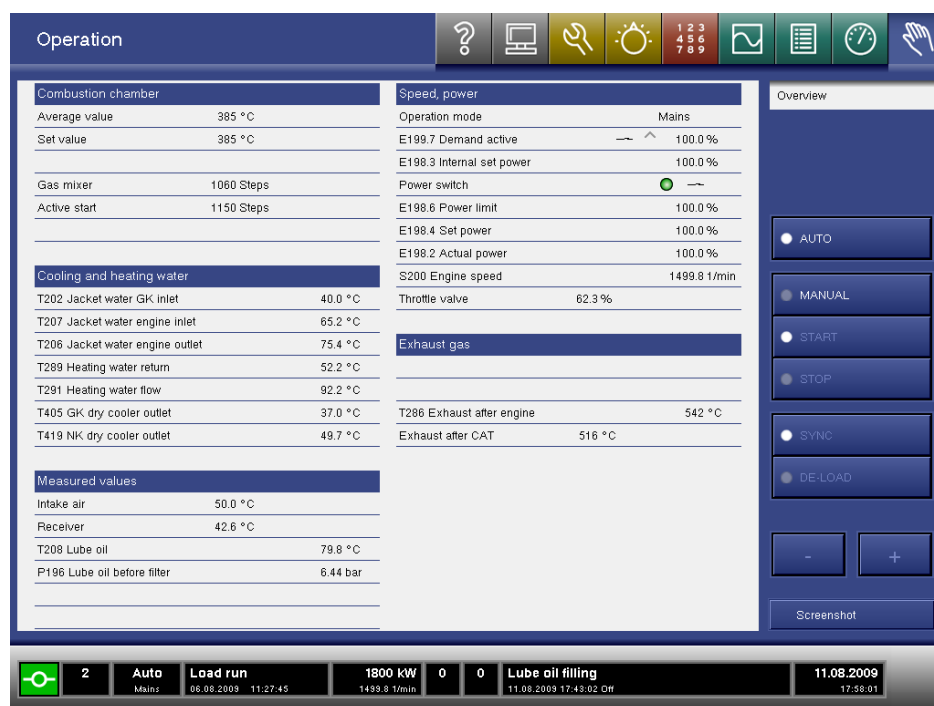 Operation
?
1 2 3
4 5 6
7 8 9
Combustion chamber
Average value 385 °C
Set value 385 °C
Gas mixer 1060 Steps
Active start 1150 Steps
Cooling and heating water
T202 Jacket water GK inlet 40.0 °C
T207 Jacket water engine inlet 65.2 °C
T206 Jacket water engine outlet 75.4 °C
T289 Heating water return 52.2 °C
T291 Heating water flow 92.2 °C
T405 GK dry cooler outlet 37.0 °C
T419 NK dry cooler outlet 49.7 °C
Measured values
Intake air 50.0 °C
Receiver 42.6 °C
T208 Lube oil 79.8 °C
P196 Lube oil before filter 6.44 bar
Speed, power
Operation mode Mains
E199.7 Demand active 100.0 %
E198.3 Internal set power 100.0 %
Power switch
E198.6 Power limit 100.0 %
E198.4 Set power 100.0 %
E198.2 Actual power 100.0 %
S200 Engine speed 1499.8 1/min
Throttle valve 62.3 %
Exhaust gas
T286 Exhaust after engine 542 °C
Exhaust after CAT 516 °C
Overview
AUTO
MANUAL
START
STOP
SYNC
DE-LOAD
- +
Screenshot
2 Auto Load run 1800 kW 0 0 Lube oil filling 11.08.2009
Mains 06.08.2009 11:27:45 1499.8 1/min 11.08.2009 17:43:02 Off 17:58:01